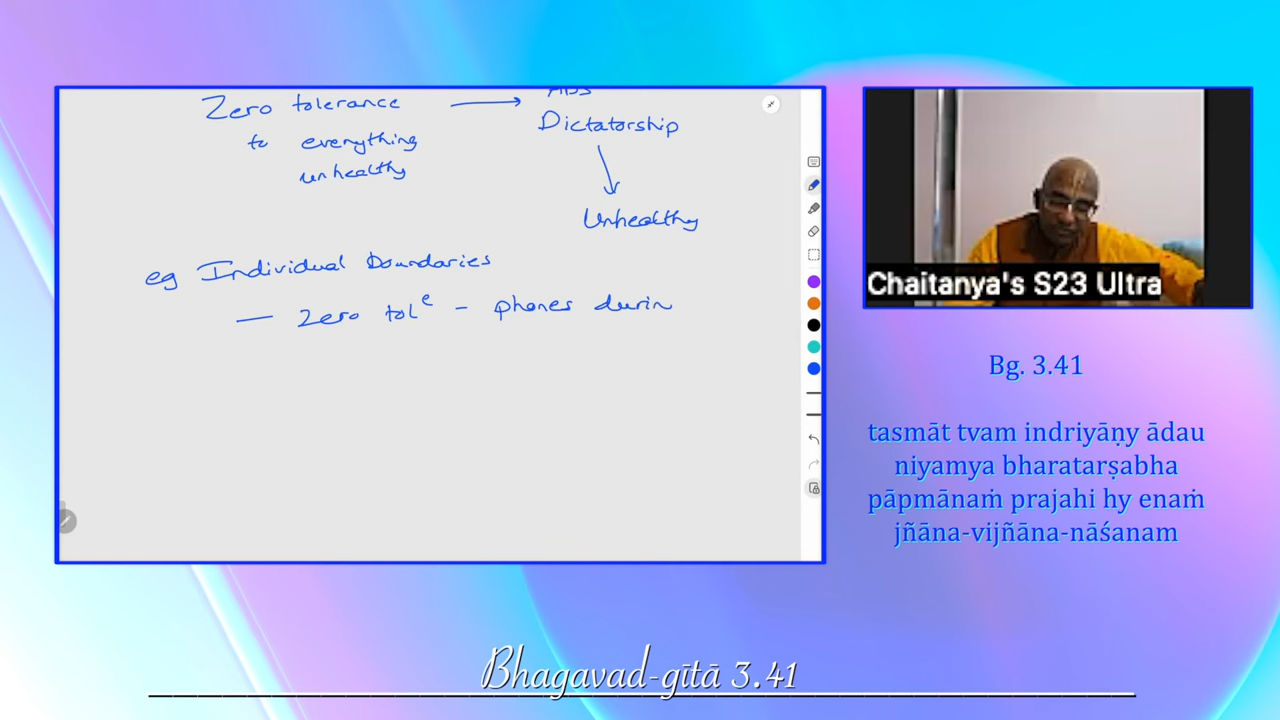 Zero tolerance →
Dictatorship
to everything
unhealthy
Unhealthy
eg Individual Boundaries
— Zero tolᵉ - phones durin
Chaitanya's S23 Ultra
Bg. 3.41
tasmāt tvam indriyāṇy ādau
niyamya bharatarṣabha
pāpmānaṁ prajahi hy enaṁ
jñāna-vijñāna-nāśanam
Bhagavad-gītā 3.41